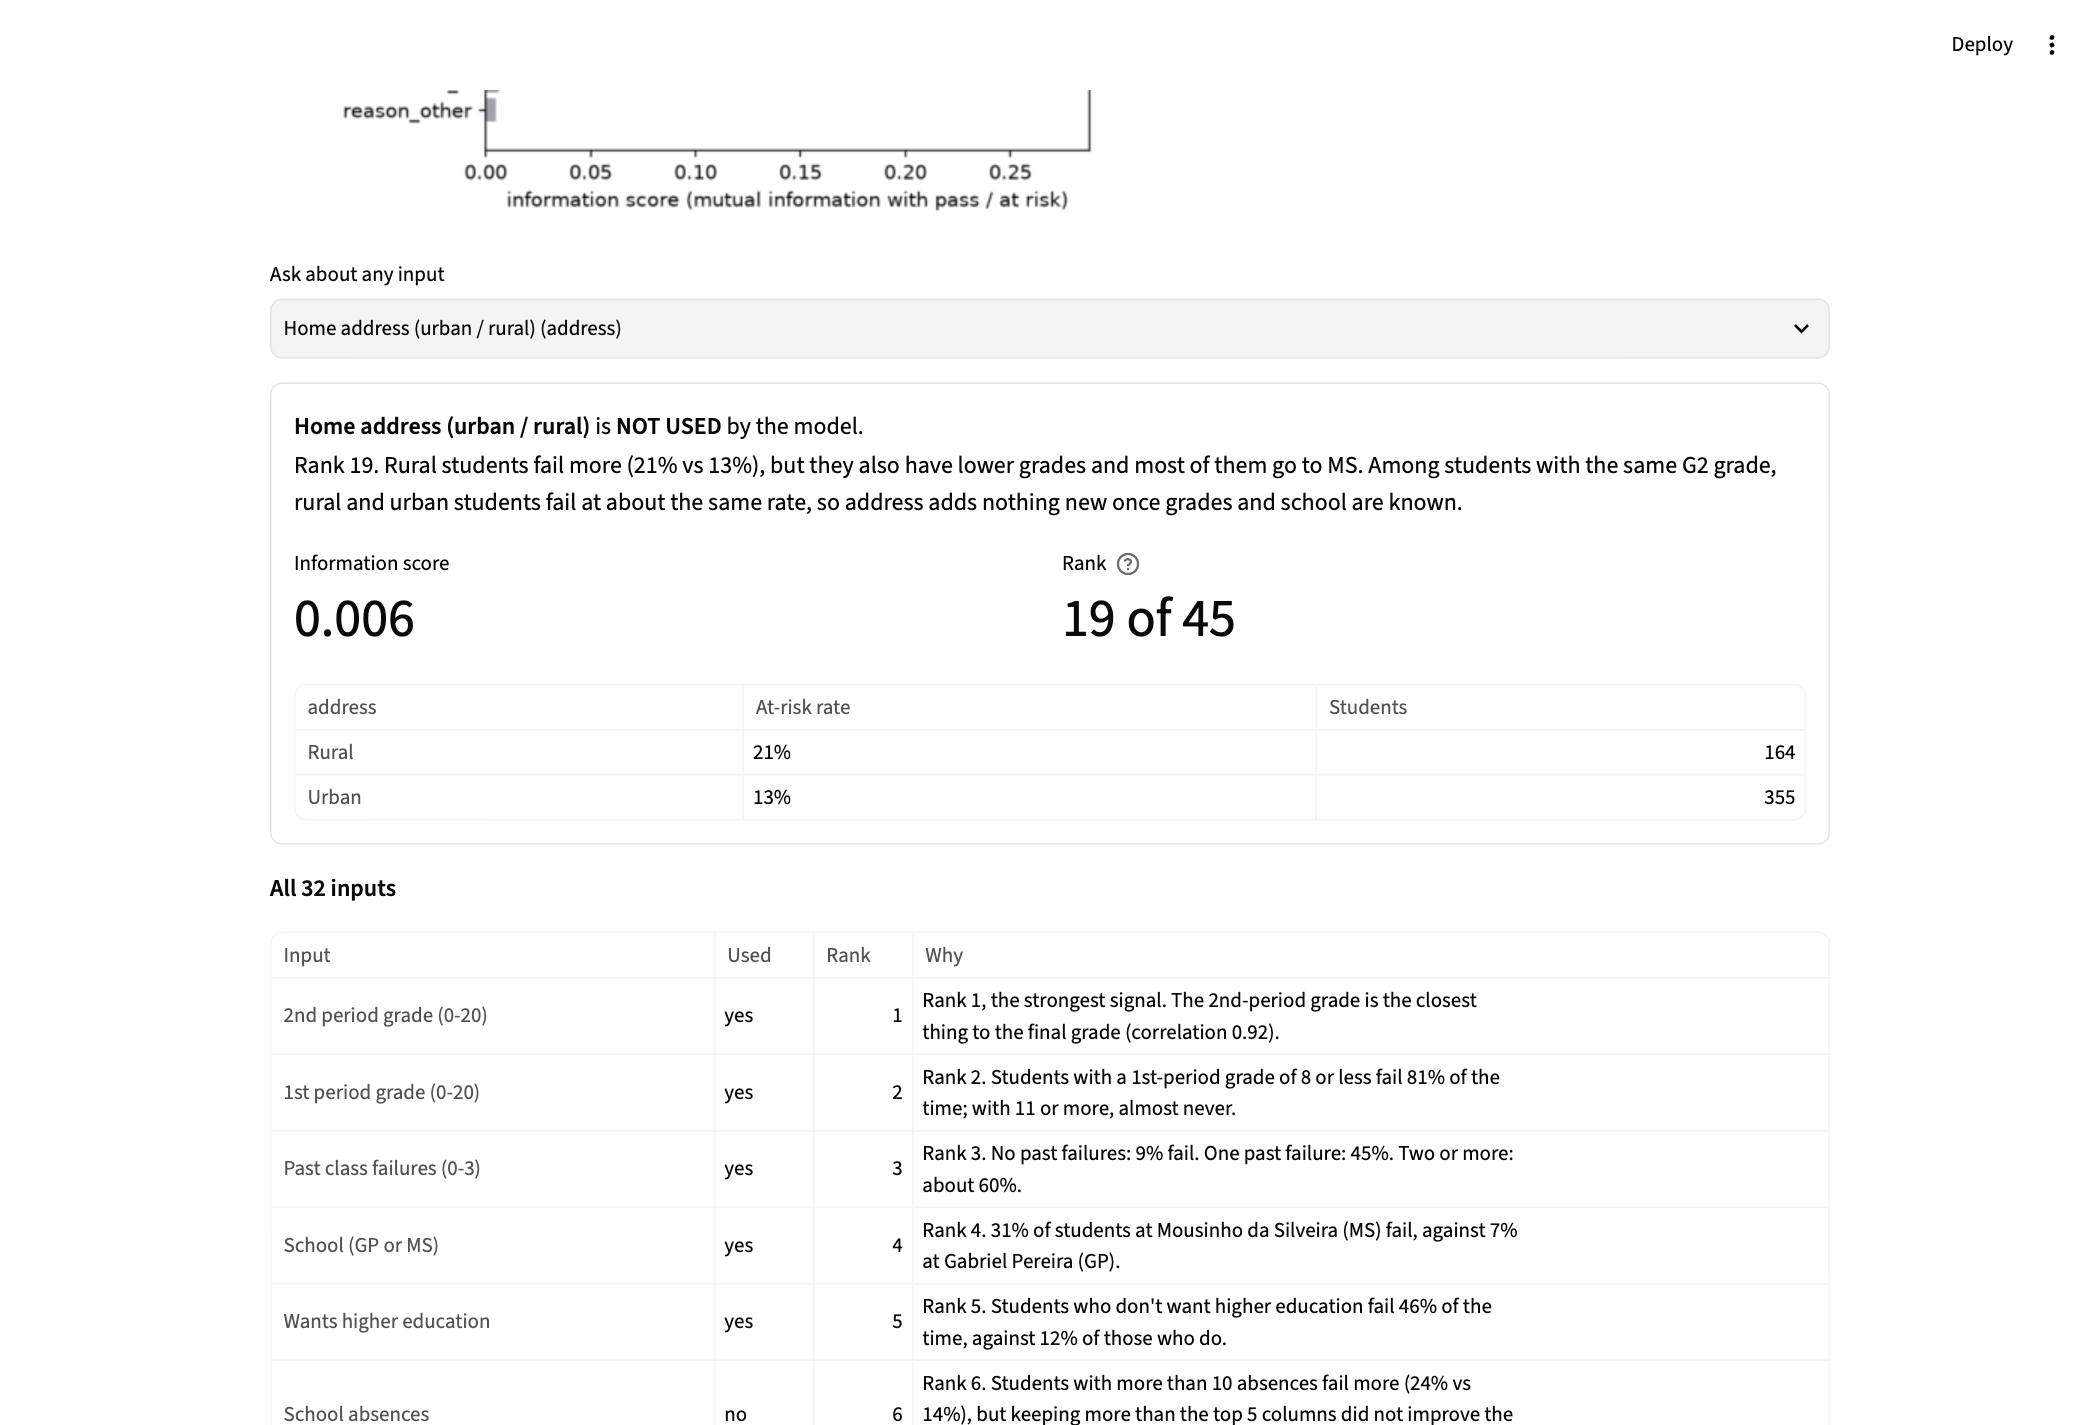 Deploy
reason_other
0.00 0.05 0.10 0.15 0.20 0.25
information score (mutual information with pass / at risk)
Ask about any input
Home address (urban / rural) (address)
Home address (urban / rural) is NOT USED by the model.
Rank 19. Rural students fail more (21% vs 13%), but they also have lower grades and most of them go to MS. Among students with the same G2 grade,
rural and urban students fail at about the same rate, so address adds nothing new once grades and school are known.
Information score Rank
0.006 19 of 45
address At-risk rate Students
Rural 21% 164
Urban 13% 355
All 32 inputs
Input Used Rank Why
2nd period grade (0-20) yes 1 Rank 1, the strongest signal. The 2nd-period grade is the closest
thing to the final grade (correlation 0.92).
1st period grade (0-20) yes 2 Rank 2. Students with a 1st-period grade of 8 or less fail 81% of the
time; with 11 or more, almost never.
Past class failures (0-3) yes 3 Rank 3. No past failures: 9% fail. One past failure: 45%. Two or more:
about 60%.
School (GP or MS) yes 4 Rank 4. 31% of students at Mousinho da Silveira (MS) fail, against 7%
at Gabriel Pereira (GP).
Wants higher education yes 5 Rank 5. Students who don't want higher education fail 46% of the
time, against 12% of those who do.
School absences no 6 Rank 6. Students with more than 10 absences fail more (24% vs
14%), but keeping more than the top 5 columns did not improve the